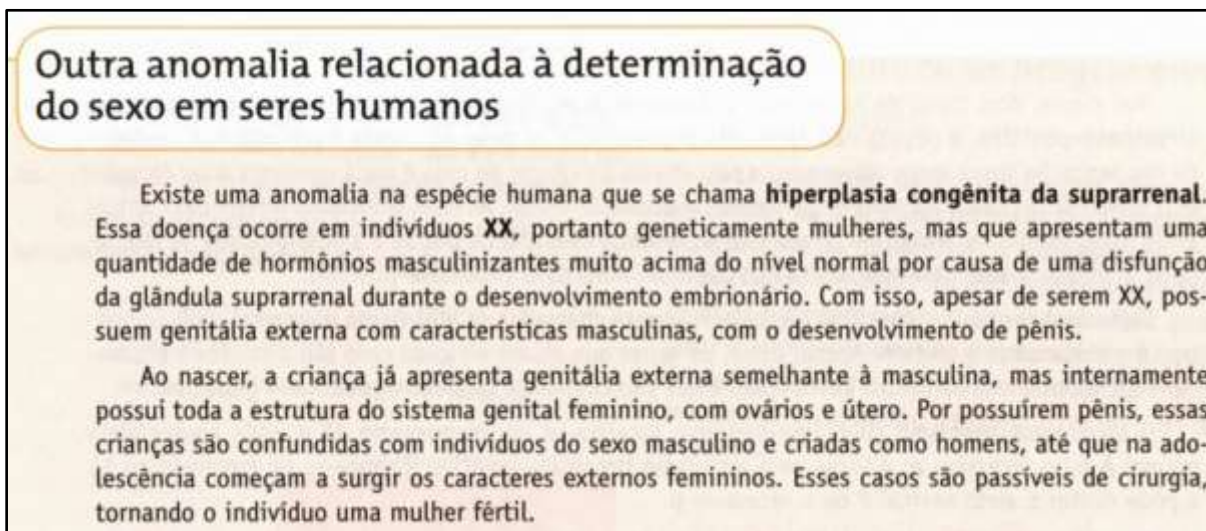 Outra anomalia relacionada à determinação
do sexo em seres humanos
Existe uma anomalia na espécie humana que se chama hiperplasia congênita da suprarrenal.
Essa doença ocorre em indivíduos XX, portanto geneticamente mulheres, mas que apresentam uma
quantidade de hormônios masculinizantes muito acima do nível normal por causa de uma disfunção
da glândula suprarrenal durante o desenvolvimento embrionário. Com isso, apesar de serem XX, pos-
suem genitália externa com características masculinas, com o desenvolvimento de pênis.
Ao nascer, a criança já apresenta genitália externa semelhante à masculina, mas internamente
possui toda a estrutura do sistema genital feminino, com ovários e útero. Por possuírem pênis, essas
crianças são confundidas com indivíduos do sexo masculino e criadas como homens, até que na ado-
lescência começam a surgir os caracteres externos femininos. Esses casos são passíveis de cirurgia,
tornando o indivíduo uma mulher fértil.